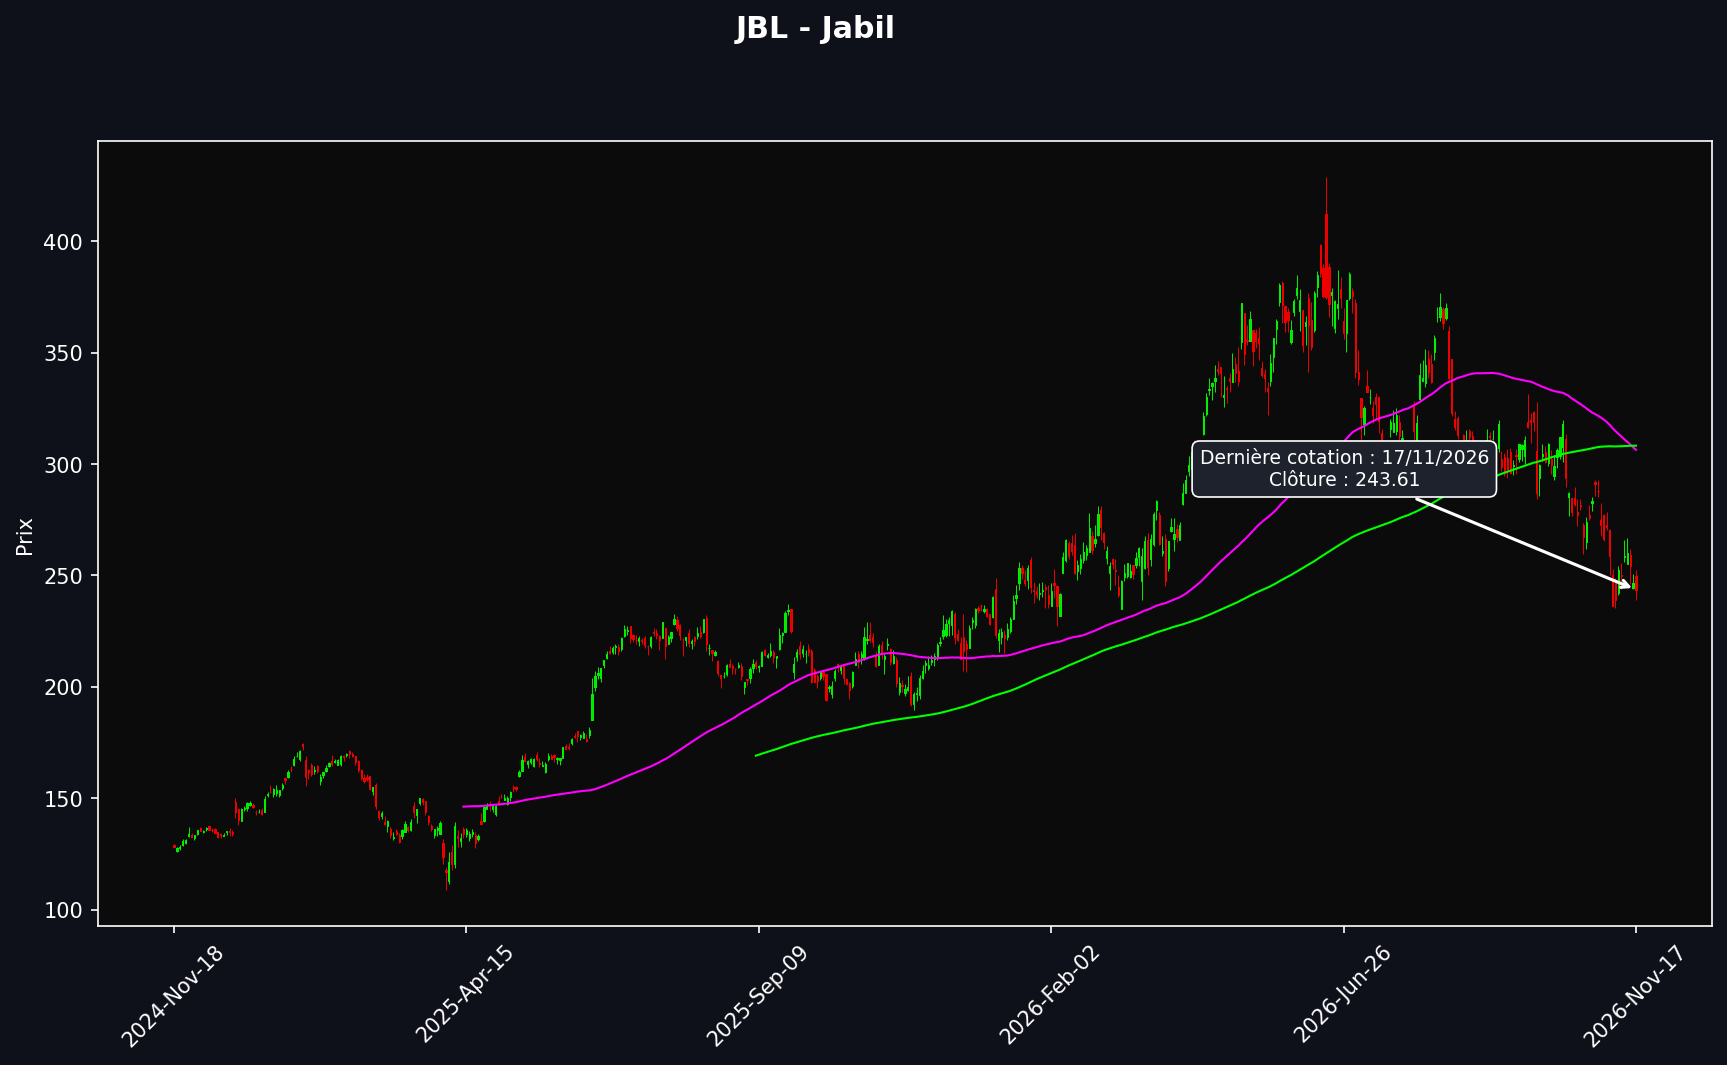 JBL - Jabil
Prix
400
350
300
250
200
150
100
Dernière cotation : 17/11/2026
Clôture : 243.61
2024-Nov-18
2025-Apr-15
2025-Sep-09
2026-Feb-02
2026-Jun-26
2026-Nov-17